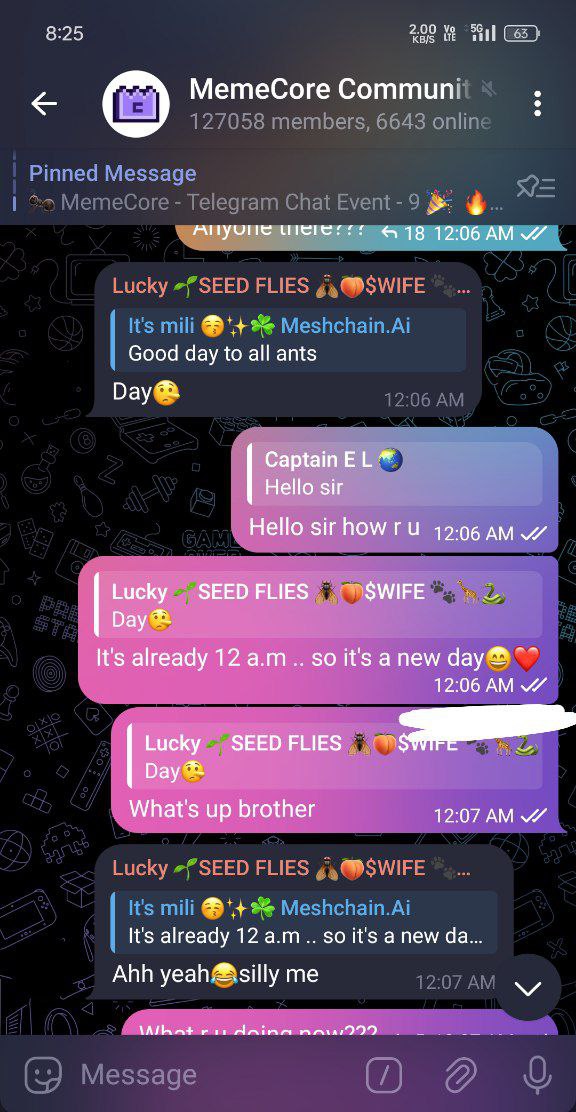 8:25
2.00 KB/S Vo LTE 5G 63
MemeCore Communit
127058 members, 6643 online
Pinned Message
MemeCore - Telegram Chat Event - 9 🎉 🔥...
Anyone there??? 18 12:06 AM
Lucky 🌱SEED FLIES 🪰🍑$WIFE 🐾...
It's mili 😚✨☘️ Meshchain.Ai
Good day to all ants
Day🤥
12:06 AM
Captain E L 🌏
Hello sir
Hello sir how r u 12:06 AM
Lucky 🌱SEED FLIES 🪰🍑$WIFE 🐾🦒🐍
Day🤥
It's already 12 a.m .. so it's a new day😄❤️
12:06 AM
Lucky 🌱SEED FLIES 🪰🍑$WIFE 🐾🦒🐍
Day🤥
What's up brother 12:07 AM
Lucky 🌱SEED FLIES 🪰🍑$WIFE 🐾...
It's mili 😚✨☘️ Meshchain.Ai
It's already 12 a.m .. so it's a new da...
Ahh yeah😂silly me 12:07 AM
What r u doing now???
Message